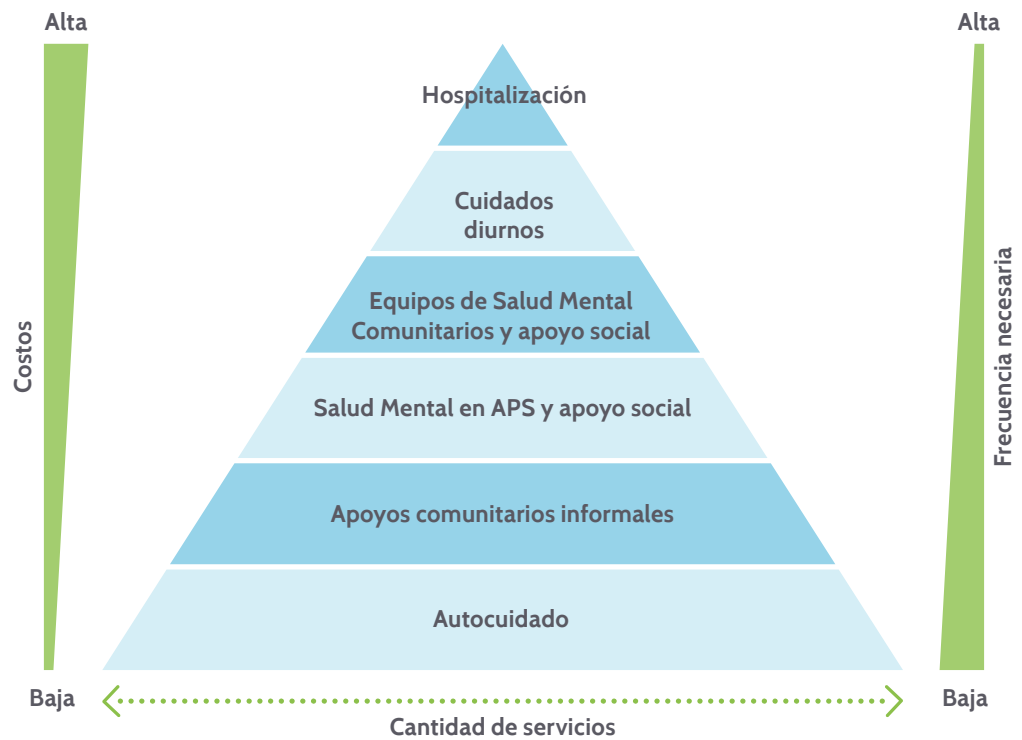 Alta
Alta
Hospitalización
Cuidados
diurnos
Equipos de Salud Mental
Comunitarios y apoyo social
Costos
Frecuencia necesaria
Salud Mental en APS y apoyo social
Apoyos comunitarios informales
Autocuidado
Baja
Baja
Cantidad de servicios